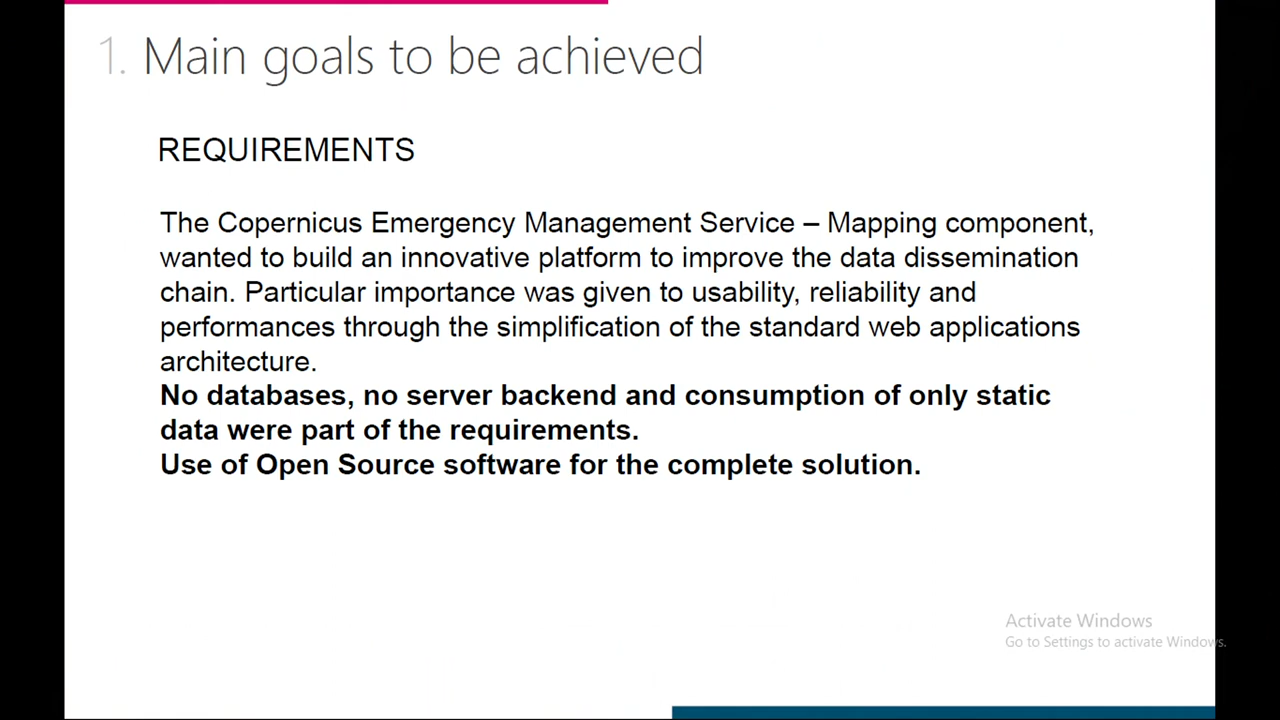 1. Main goals to be achieved
REQUIREMENTS
The Copernicus Emergency Management Service – Mapping component,
wanted to build an innovative platform to improve the data dissemination
chain. Particular importance was given to usability, reliability and
performances through the simplification of the standard web applications
architecture.
No databases, no server backend and consumption of only static
data were part of the requirements.
Use of Open Source software for the complete solution.
Activate Windows
Go to Settings to activate Windows.